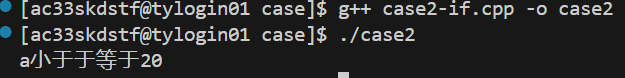 [ac33skdstf@tylogin01 case]$ g++ case2-if.cpp -o case2
[ac33skdstf@tylogin01 case]$ ./case2
a小于于等于20